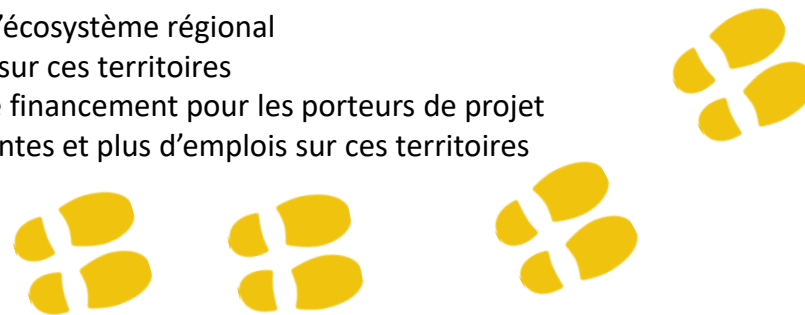 ’écosystème régional
sur ces territoires
financement pour les porteurs de projet
ntes et plus d’emplois sur ces territoires